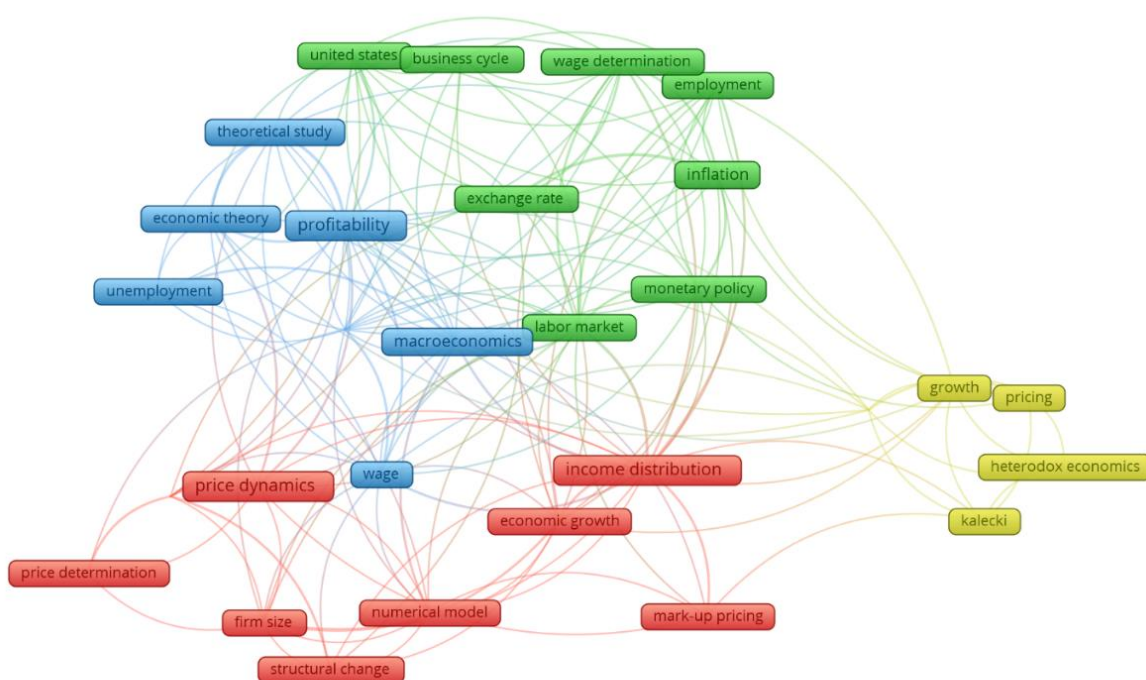 united states
business cycle
wage determination
employment
theoretical study
inflation
exchange rate
economic theory
profitability
unemployment
monetary policy
labor market
macroeconomics
growth
pricing
heterodox economics
income distribution
wage
price dynamics
economic growth
kalecki
price determination
numerical model
mark-up pricing
firm size
structural change